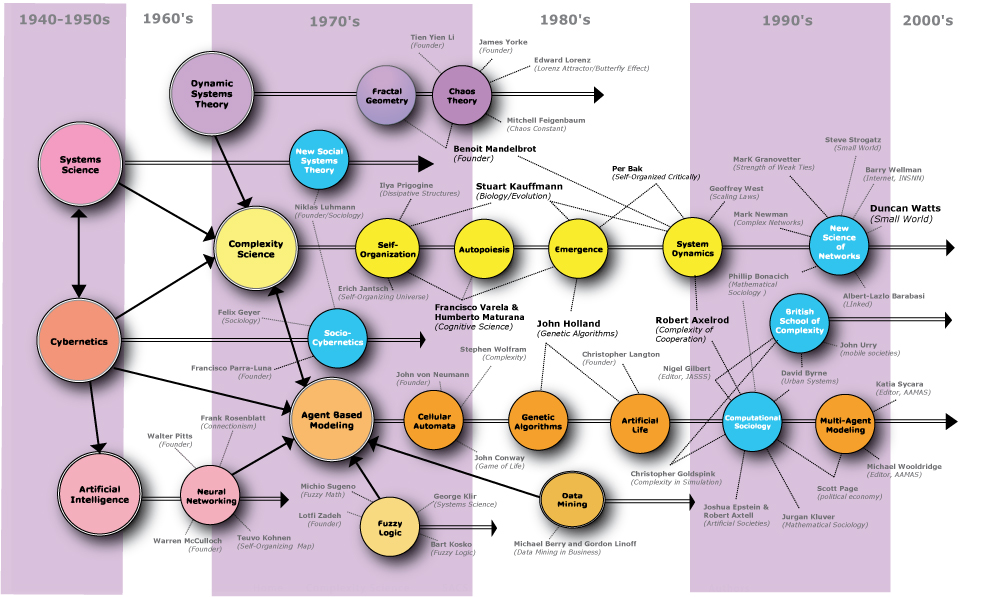 1940-1950s
1960's
1970's
1980's
1990's
2000's
Tien Yien Li
(Founder)
James Yorke
(Founder)
Edward Lorenz
(Lorenz Attractor/Butterfly Effect)
Dynamic
Systems
Theory
Fractal
Geometry
Chaos
Theory
Mitchell Feigenbaum
(Chaos Constant)
Benoit Mandelbrot
(Founder)
Systems
Science
New Social
Systems
Theory
Niklas Luhmann
(Founder/Sociology)
Ilya Prigogine
(Dissipative Structures)
Stuart Kauffmann
(Biology/Evolution)
Per Bak
(Self-Organized Critically)
Geoffrey West
(Scaling Laws)
Mark Newman
(Complex Networks)
MarK Granovetter
(Strength of Weak Ties)
Steve Strogatz
(Small World)
Barry Wellman
(Internet, INSNN)
Duncan Watts
(Small World)
Complexity
Science
Self-
Organization
Autopoiesis
Emergence
System
Dynamics
New
Science
of
Networks
Erich Jantsch
(Self-Organizing Universe)
Francisco Varela &
Humberto Maturana
(Cognitive Science)
Phillip Bonacich
(Mathematical
Sociology )
Albert-Lazlo Barabasi
(LInked)
Cybernetics
Felix Geyer
(Sociology)
Socio-
Cybernetics
Francisco Parra-Luna
(Founder)
John Holland
(Genetic Algorithms)
Robert Axelrod
(Complexity of
Cooperation)
British
School of
Complexity
John Urry
(mobile societies)
Stephen Wolfram
(Complexity)
Christopher Langton
(Founder)
Nigel Gilbert
(Editor, JASSS)
David Byrne
(Urban Systems)
John von Neumann
(Founder)
Katia Sycara
(Editor, AAMAS)
Agent Based
Modeling
Cellular
Automata
Genetic
Algorithms
Artificial
Life
Computational
Sociology
Multi-Agent
Modeling
Frank Rosenblatt
(Connectionism)
Walter Pitts
(Founder)
John Conway
(Game of Life)
Christopher Goldspink
(Complexity in Simulation)
Michael Wooldridge
(Editor, AAMAS)
Scott Page
(political economy)
Artificial
Intelligence
Neural
Networking
Michio Sugeno
(Fuzzy Math)
George Klir
(Systems Science)
Data
Mining
Joshua Epstein &
Robert Axtell
(Artificial Societies)
Jurgan Kluver
(Mathematical Sociology)
Lotfi Zadeh
(Founder)
Fuzzy
Logic
Warren McCulloch
(Founder)
Teuvo Kohnen
(Self-Organizing  Map)
Bart Kosko
(Fuzzy Logic)
Michael Berry and Gordon Linoff
(Data Mining in Business)